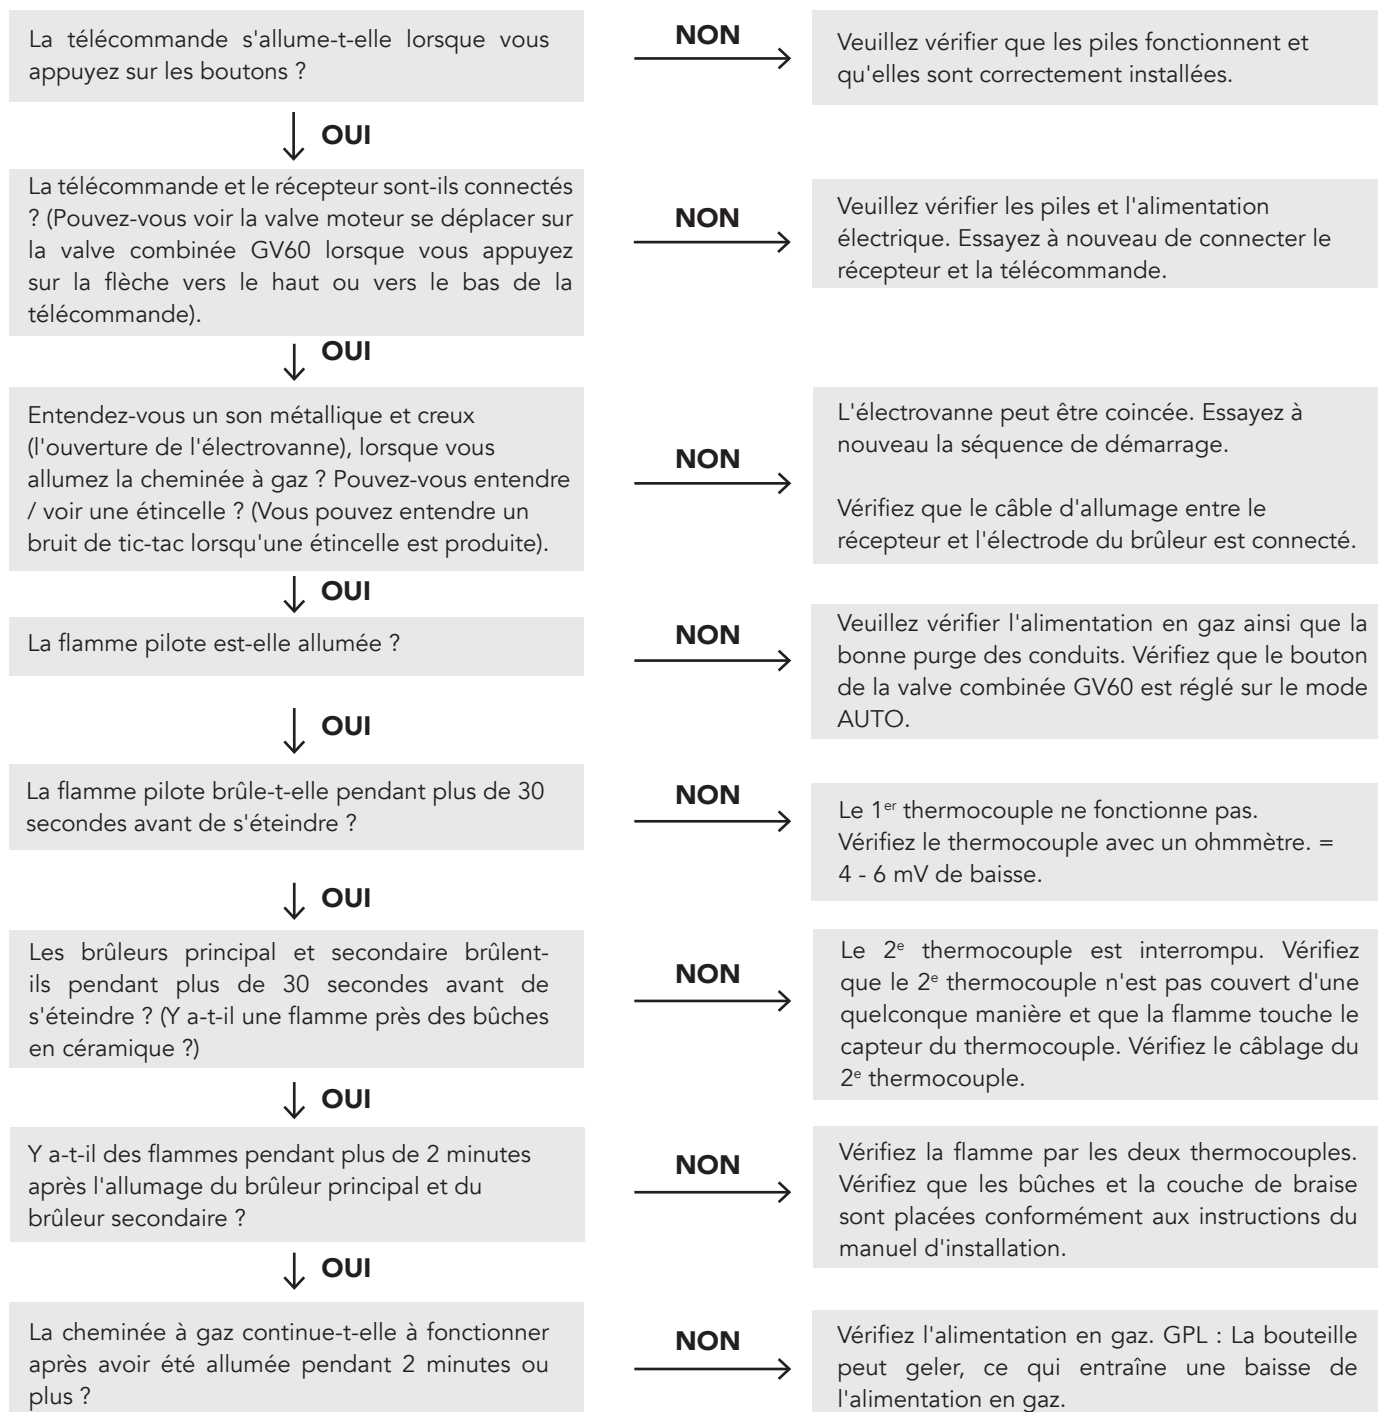 La télécommande s'allume-t-elle lorsque vous
appuyez sur les boutons ?
NON
Veuillez vérifier que les piles fonctionnent et
qu'elles sont correctement installées.
OUI
La télécommande et le récepteur sont-ils connectés
? (Pouvez-vous voir la valve moteur se déplacer sur
la valve combinée GV60 lorsque vous appuyez
sur la flèche vers le haut ou vers le bas de la
télécommande).
NON
Veuillez vérifier les piles et l'alimentation
électrique. Essayez à nouveau de connecter le
récepteur et la télécommande.
OUI
Entendez-vous un son métallique et creux
(l'ouverture de l'électrovanne), lorsque vous
allumez la cheminée à gaz ? Pouvez-vous entendre
/ voir une étincelle ? (Vous pouvez entendre un
bruit de tic-tac lorsqu'une étincelle est produite).
NON
L'électrovanne peut être coincée. Essayez à
nouveau la séquence de démarrage.
Vérifiez que le câble d'allumage entre le
récepteur et l'électrode du brûleur est connecté.
OUI
La flamme pilote est-elle allumée ?
NON
Veuillez vérifier l'alimentation en gaz ainsi que la
bonne purge des conduits. Vérifiez que le bouton
de la valve combinée GV60 est réglé sur le mode
AUTO.
OUI
La flamme pilote brûle-t-elle pendant plus de 30
secondes avant de s'éteindre ?
NON
Le 1er thermocouple ne fonctionne pas.
Vérifiez le thermocouple avec un ohmmètre. =
4 - 6 mV de baisse.
OUI
Les brûleurs principal et secondaire brûlent-
ils pendant plus de 30 secondes avant de
s'éteindre ? (Y a-t-il une flamme près des bûches
en céramique ?)
NON
Le 2e thermocouple est interrompu. Vérifiez
que le 2e thermocouple n'est pas couvert d'une
quelconque manière et que la flamme touche le
capteur du thermocouple. Vérifiez le câblage du
2e thermocouple.
OUI
Y a-t-il des flammes pendant plus de 2 minutes
après l'allumage du brûleur principal et du
brûleur secondaire ?
NON
Vérifiez la flamme par les deux thermocouples.
Vérifiez que les bûches et la couche de braise
sont placées conformément aux instructions du
manuel d'installation.
OUI
La cheminée à gaz continue-t-elle à fonctionner
après avoir été allumée pendant 2 minutes ou
plus ?
NON
Vérifiez l'alimentation en gaz. GPL : La bouteille
peut geler, ce qui entraîne une baisse de
l'alimentation en gaz.